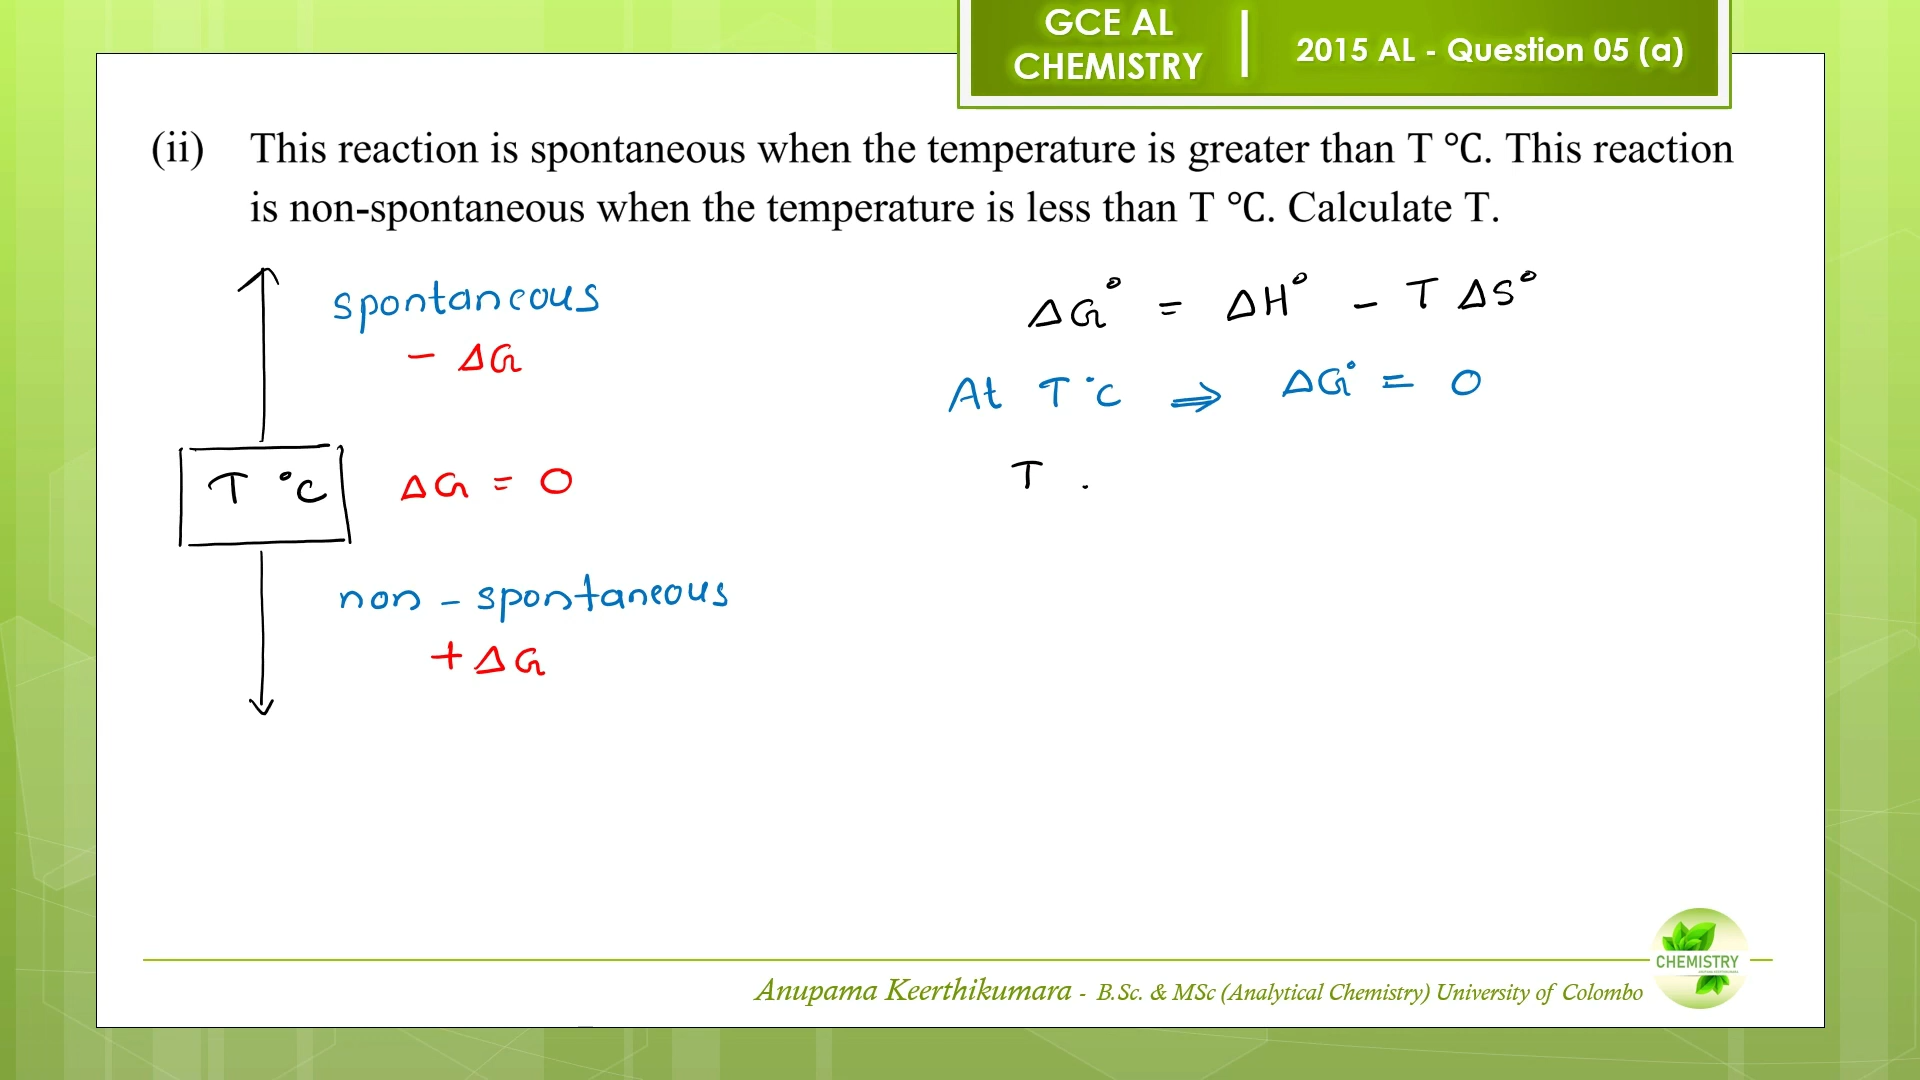 GCE AL
CHEMISTRY
2015 AL - Question 05 (a)
(ii) This reaction is spontaneous when the temperature is greater than T °C. This reaction
is non-spontaneous when the temperature is less than T °C. Calculate T.
spontaneous
- ΔG
T °C
ΔG = 0
non - spontaneous
+ ΔG
ΔG° = ΔH° - T ΔS°
At T °C ⇒ ΔG° = 0
T .
CHEMISTRY
Anupama Keerthikumara - B.Sc. & MSc (Analytical Chemistry) University of Colombo